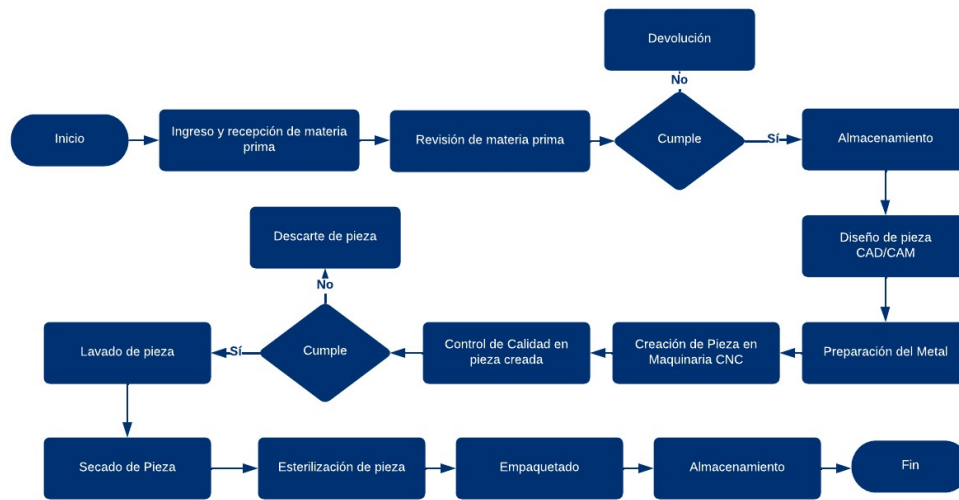 Devolución
No
Inicio
Ingreso y recepción de materia
prima
Revisión de materia prima
Cumple
Sí
Almacenamiento
Diseño de pieza
CAD/CAM
Descarte de pieza
No
Lavado de pieza
Sí
Cumple
Control de Calidad en
pieza creada
Creación de Pieza en
Maquinaria CNC
Preparación del Metal
Secado de Pieza
Esterilización de pieza
Empaquetado
Almacenamiento
Fin